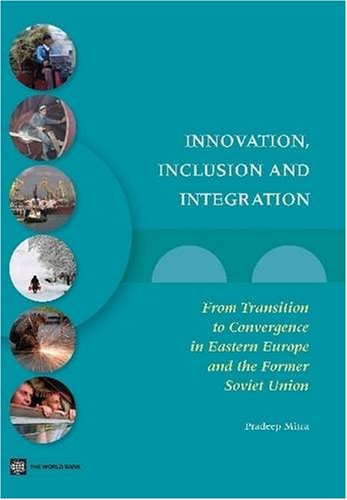 INNOVATION,
INCLUSION AND
INTEGRATION
From Transition
to Convergence
in Eastern Europe
and the Former
Soviet Union
Pradeep Mitra
THE WORLD BANK